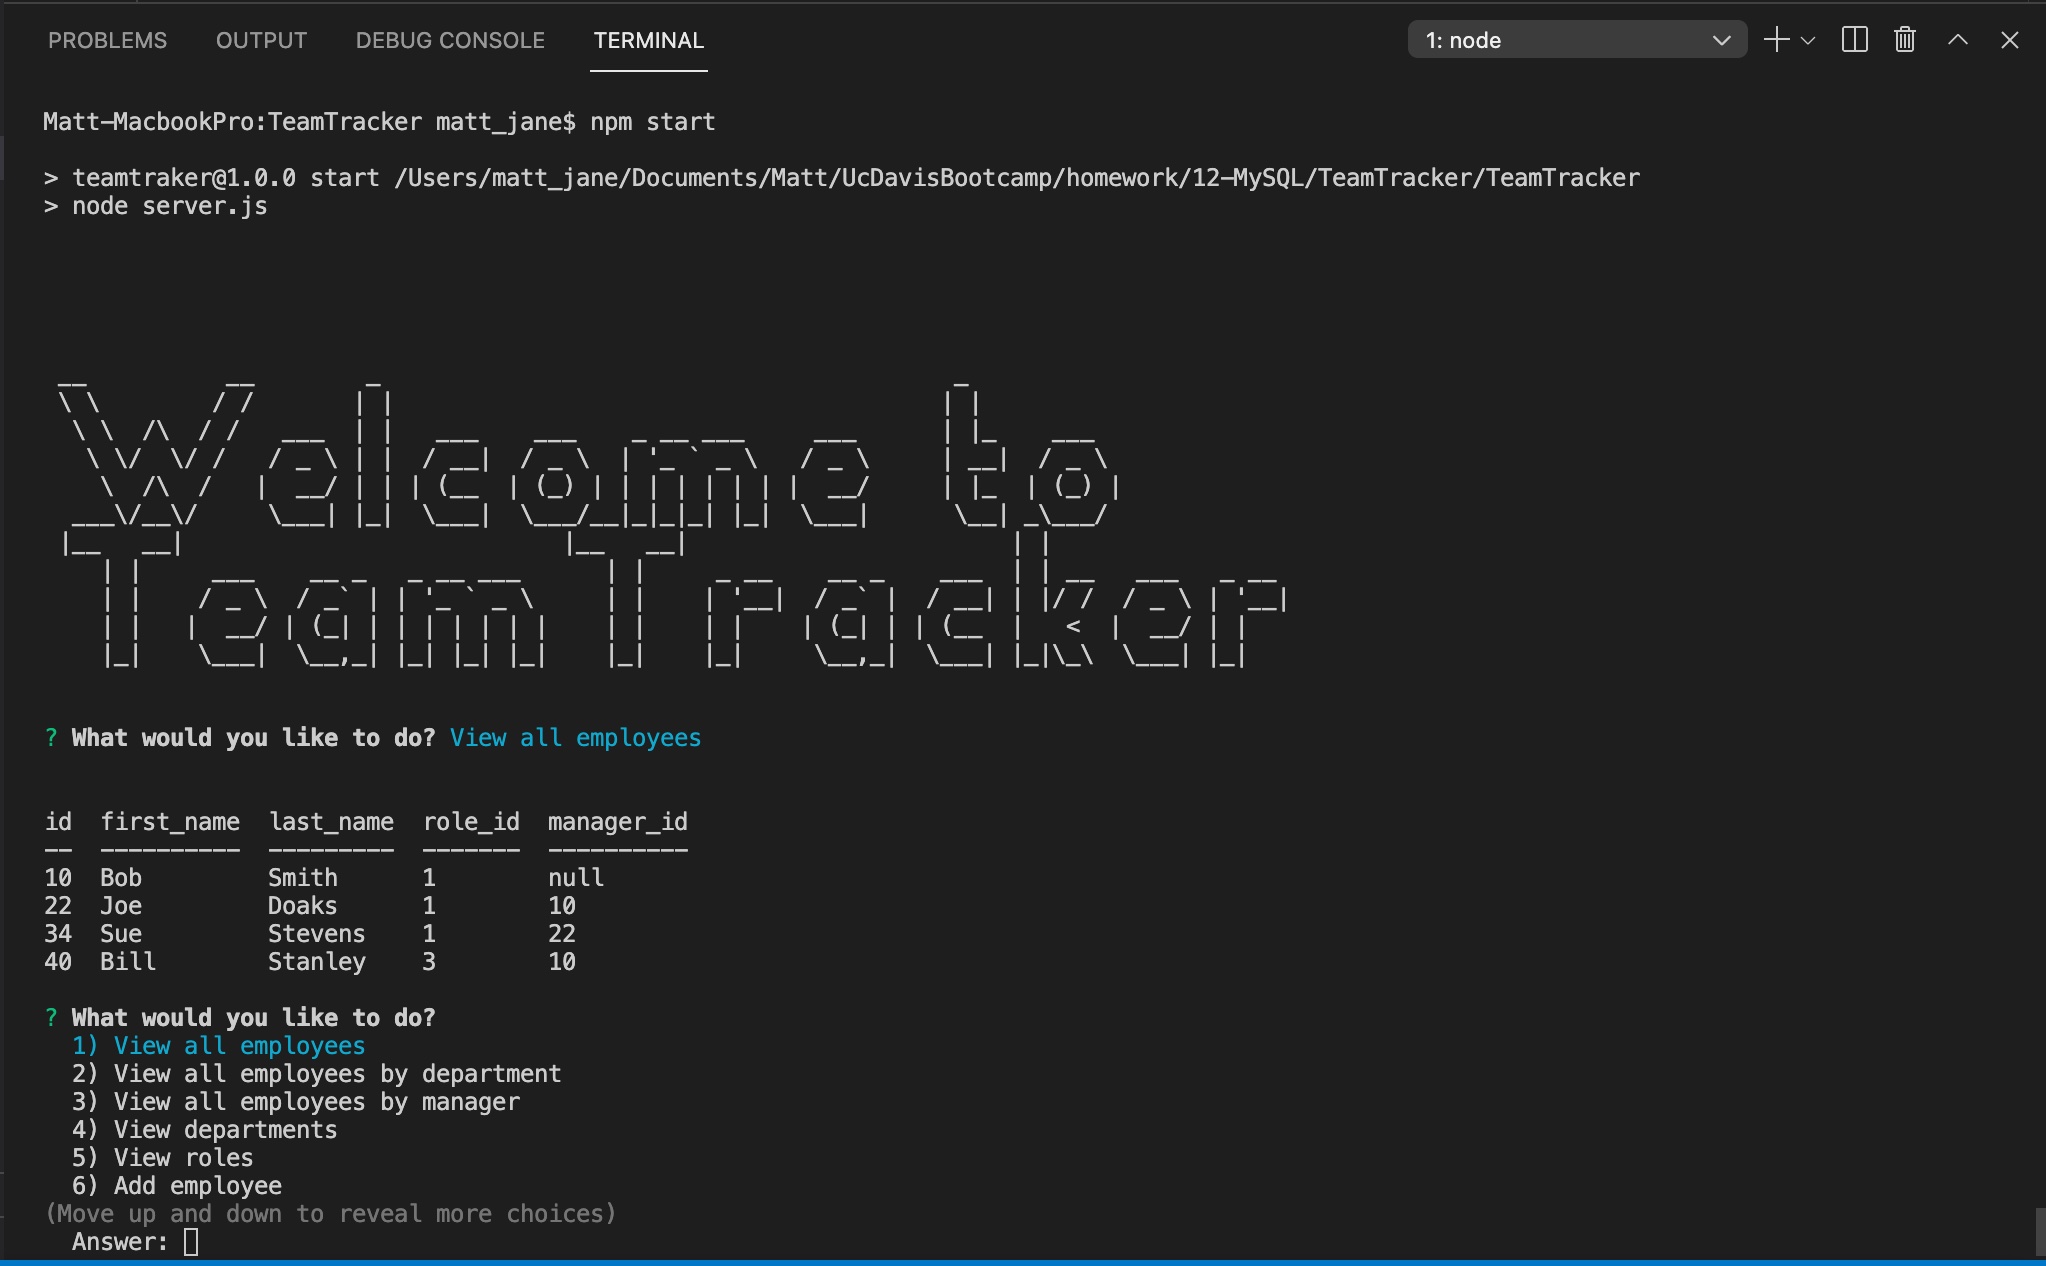 PROBLEMS OUTPUT DEBUG CONSOLE TERMINAL 1: node
Matt-MacbookPro:TeamTracker matt_jane$ npm start
> teamtraker@1.0.0 start /Users/matt_jane/Documents/Matt/UcDavisBootcamp/homework/12-MySQL/TeamTracker/TeamTracker
> node server.js
Welcome to
Team Tracker
? What would you like to do? View all employees
id first_name last_name role_id manager_id
-- ---------- --------- ------- ----------
10 Bob Smith 1 null
22 Joe Doaks 1 10
34 Sue Stevens 1 22
40 Bill Stanley 3 10
? What would you like to do?
1) View all employees
2) View all employees by department
3) View all employees by manager
4) View departments
5) View roles
6) Add employee
(Move up and down to reveal more choices)
Answer: